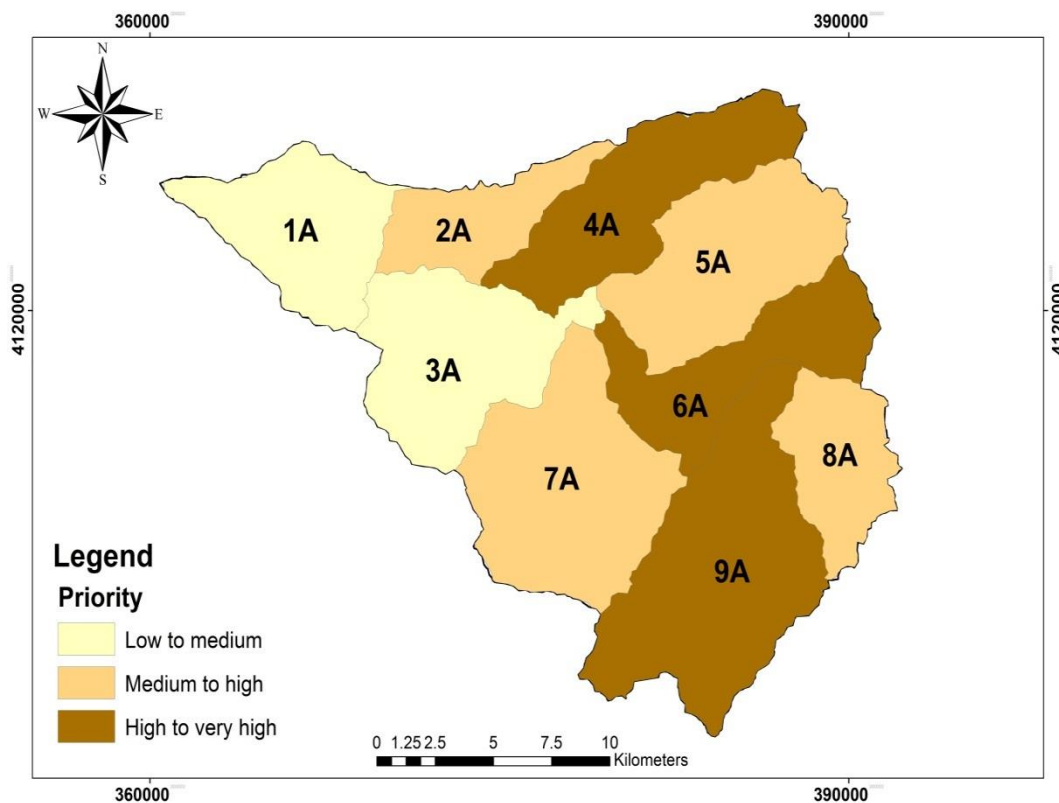 360000 390000
N
W E
S
4120000 4120000
1A
2A
4A
5A
3A
6A
7A
8A
9A
Legend
Priority
Low to medium
Medium to high
High to very high
0 1.25 2.5 5 7.5 10
Kilometers
360000 390000